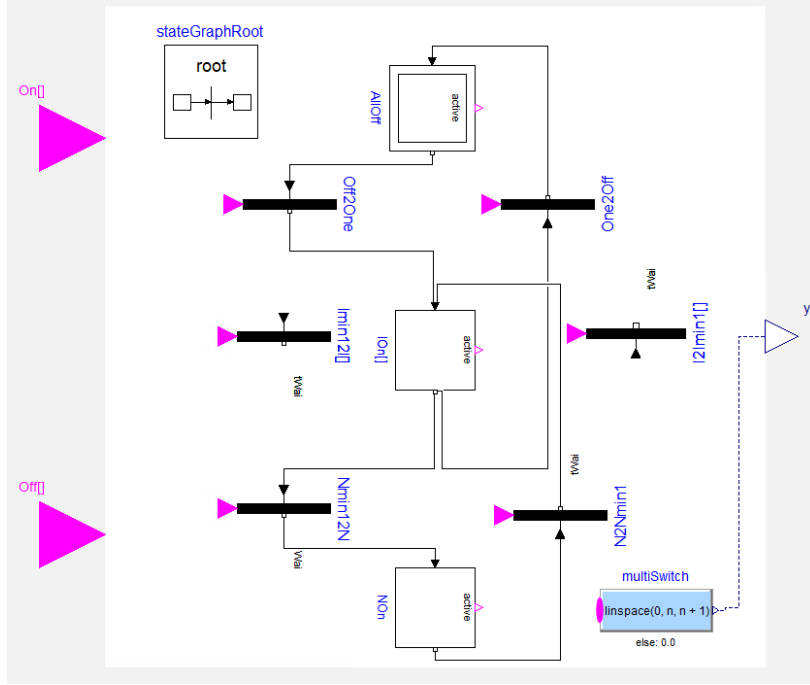 stateGraphRoot
root
On[]
AllOff
active
Off2One
One2Off
tWai
Imin12I[]
IOn[]
active
I2Imin1[]
y
tWai
tWai
Off[]
Nmin12N
N2Nmin1
NOn
active
multiSwitch
linspace(0, n, n + 1)
else: 0.0